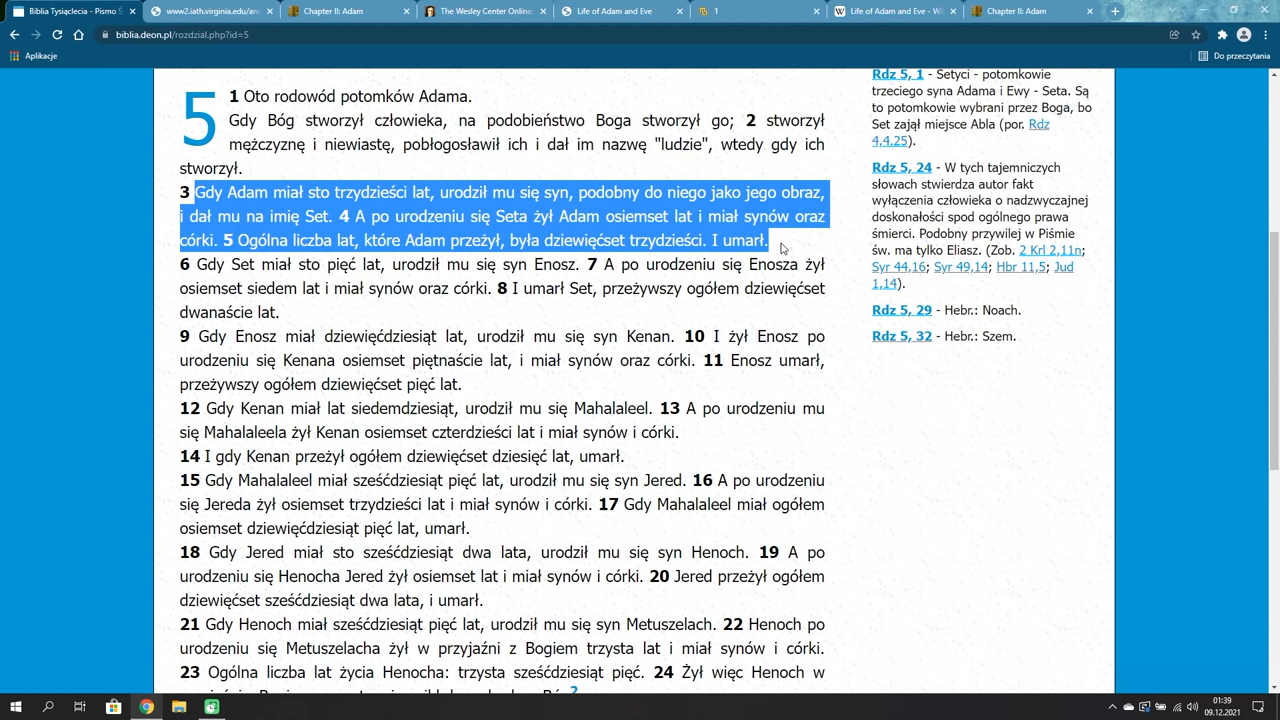 Biblia Tysiąclecia - Pismo Ś
www2.iath.virginia.edu/an
Chapter II: Adam
The Wesley Center Online
Life of Adam and Eve
1
Life of Adam and Eve - Wi
Chapter II: Adam
biblia.deon.pl/rozdzial.php?id=5
Aplikacje
Do przeczytania
5
1 Oto rodowód potomków Adama.
Gdy Bóg stworzył człowieka, na podobieństwo Boga stworzył go; 2 stworzył
mężczyznę i niewiastę, pobłogosławił ich i dał im nazwę "ludzie", wtedy gdy ich
stworzył.
3 Gdy Adam miał sto trzydzieści lat, urodził mu się syn, podobny do niego jako jego obraz,
i dał mu na imię Set. 4 A po urodzeniu się Seta żył Adam osiemset lat i miał synów oraz
córki. 5 Ogólna liczba lat, które Adam przeżył, była dziewięćset trzydzieści. I umarł.
6 Gdy Set miał sto pięć lat, urodził mu się syn Enosz. 7 A po urodzeniu się Enosza żył
osiemset siedem lat i miał synów oraz córki. 8 I umarł Set, przeżywszy ogółem dziewięćset
dwanaście lat.
9 Gdy Enosz miał dziewięćdziesiąt lat, urodził mu się syn Kenan. 10 I żył Enosz po
urodzeniu się Kenana osiemset piętnaście lat, i miał synów oraz córki. 11 Enosz umarł,
przeżywszy ogółem dziewięćset pięć lat.
12 Gdy Kenan miał lat siedemdziesiąt, urodził mu się Mahalaleel. 13 A po urodzeniu mu
się Mahalaleela żył Kenan osiemset czterdzieści lat i miał synów i córki.
14 I gdy Kenan przeżył ogółem dziewięćset dziesięć lat, umarł.
15 Gdy Mahalaleel miał sześćdziesiąt pięć lat, urodził mu się syn Jered. 16 A po urodzeniu
się Jereda żył osiemset trzydzieści lat i miał synów i córki. 17 Gdy Mahalaleel miał ogółem
osiemset dziewięćdziesiąt pięć lat, umarł.
18 Gdy Jered miał sto sześćdziesiąt dwa lata, urodził mu się syn Henoch. 19 A po
urodzeniu się Henocha Jered żył osiemset lat i miał synów i córki. 20 Jered przeżył ogółem
dziewięćset sześćdziesiąt dwa lata, i umarł.
21 Gdy Henoch miał sześćdziesiąt pięć lat, urodził mu się syn Metuszelach. 22 Henoch po
urodzeniu się Metuszelacha żył w przyjaźni z Bogiem trzysta lat i miał synów i córki.
23 Ogólna liczba lat życia Henocha: trzysta sześćdziesiąt pięć. 24 Żył więc Henoch w
Rdz 5, 1 - Setyci - potomkowie
trzeciego syna Adama i Ewy - Seta. Są
to potomkowie wybrani przez Boga, bo
Set zajął miejsce Abla (por. Rdz
4,4.25).
Rdz 5, 24 - W tych tajemniczych
słowach stwierdza autor fakt
wyłączenia człowieka o nadzwyczajnej
doskonałości spod ogólnego prawa
śmierci. Podobny przywilej w Piśmie
św. ma tylko Eliasz. (Zob. 2 Krl 2,11n;
Syr 44,16; Syr 49,14; Hbr 11,5; Jud
1,14).
Rdz 5, 29 - Hebr.: Noach.
Rdz 5, 32 - Hebr.: Szem.
01:39
09.12.2021